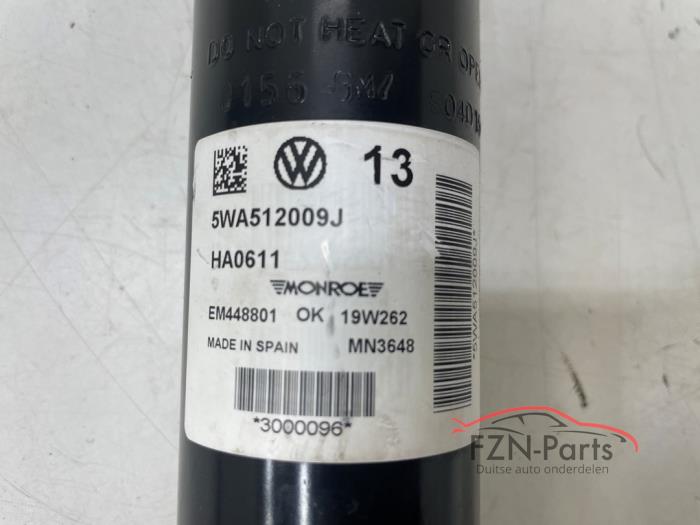 DO NOT HEAT OR OPE
13
5WA512009J
HA0611
MONROE
EM448801 OK 19W262
MADE IN SPAIN MN3648
*3000096*
*5WA512009J*
FZN-Parts
Duitse auto onderdelen